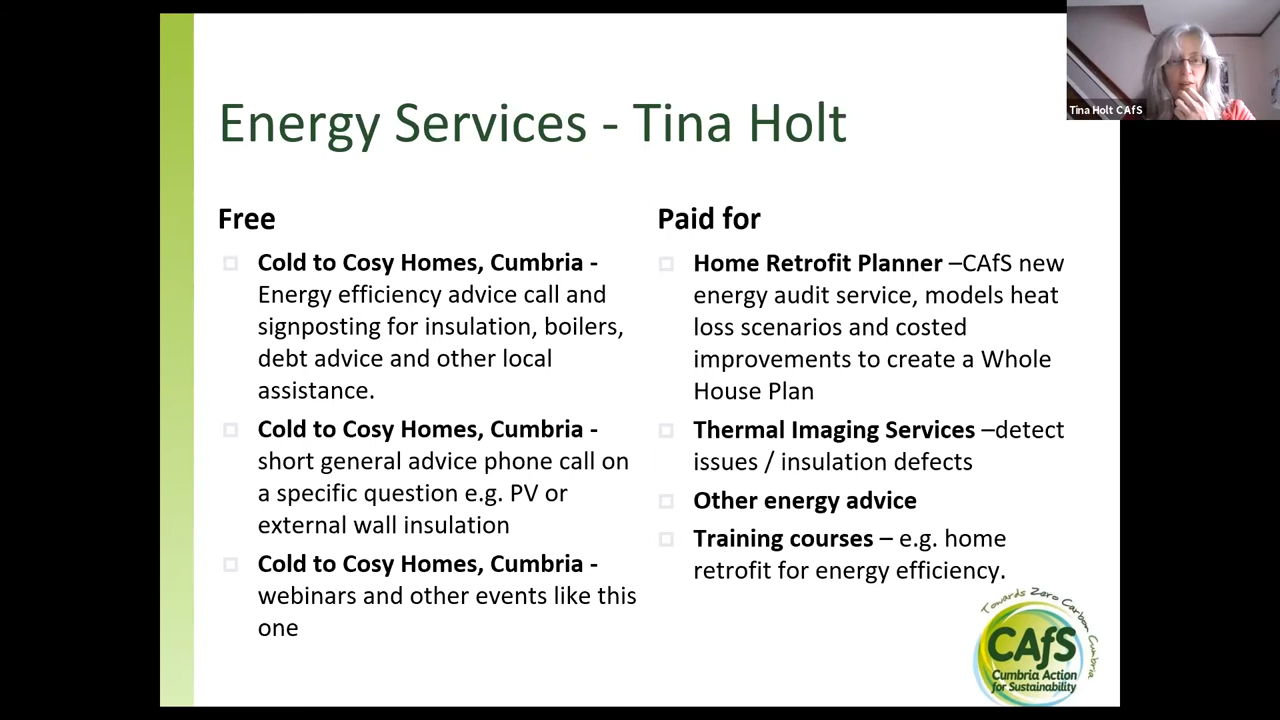 Energy Services - Tina Holt
Free
Cold to Cosy Homes, Cumbria -
Energy efficiency advice call and
signposting for insulation, boilers,
debt advice and other local
assistance.
Cold to Cosy Homes, Cumbria -
short general advice phone call on
a specific question e.g. PV or
external wall insulation
Cold to Cosy Homes, Cumbria -
webinars and other events like this
one
Paid for
Home Retrofit Planner –CAfS new
energy audit service, models heat
loss scenarios and costed
improvements to create a Whole
House Plan
Thermal Imaging Services –detect
issues / insulation defects
Other energy advice
Training courses – e.g. home
retrofit for energy efficiency.
Towards Zero Carbon Cumbria
CAfS
Cumbria Action
for Sustainability
Tina Holt CAfS